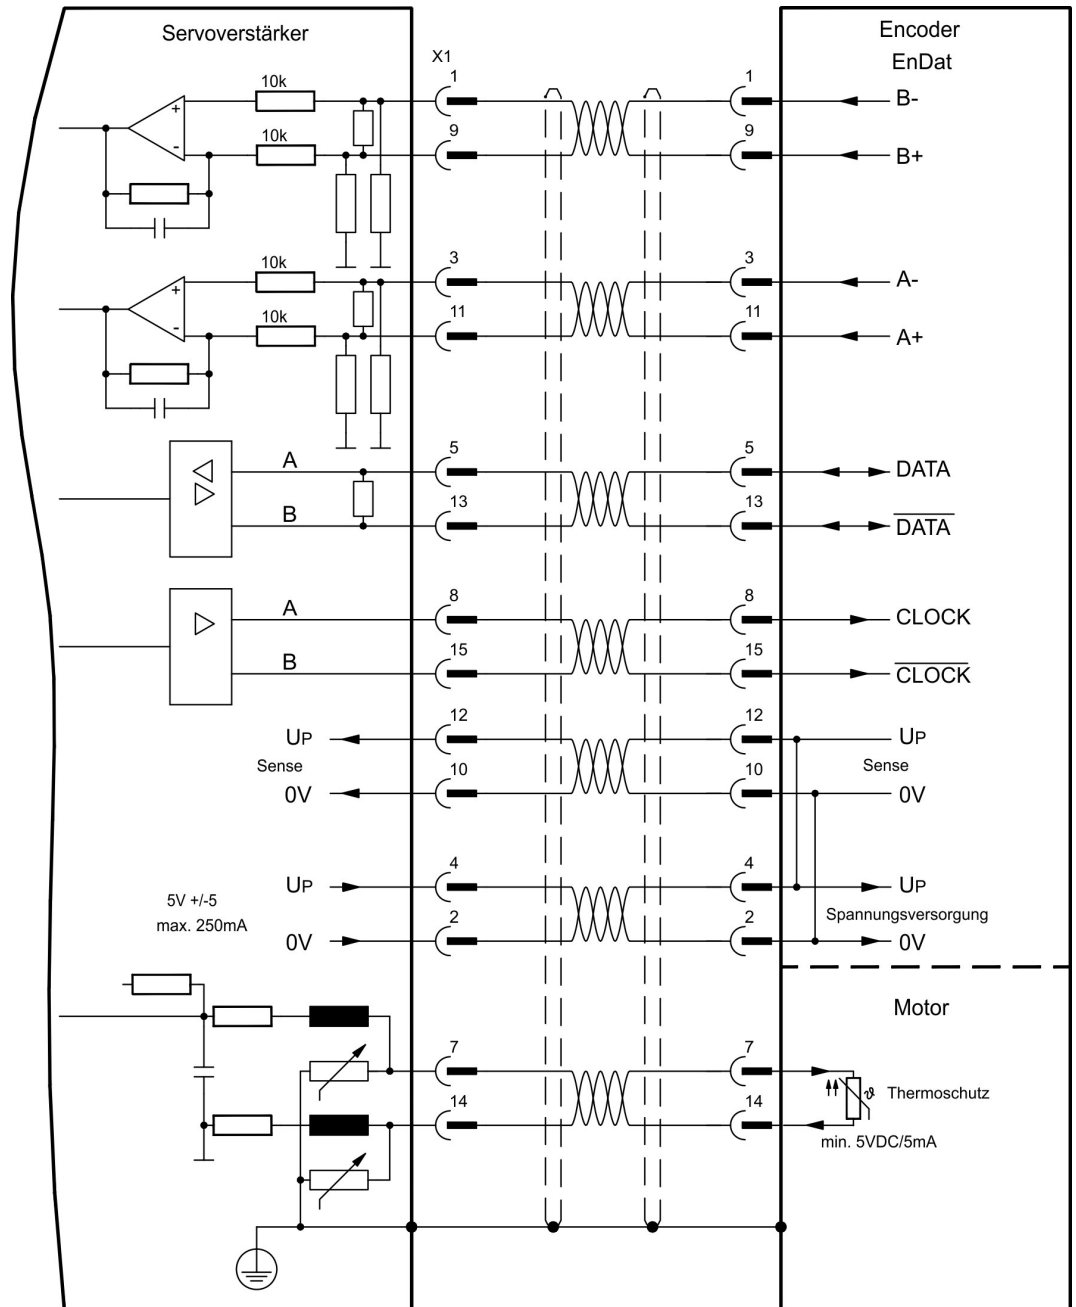 Servoverstärker
Encoder
EnDat
X1
10k
1
1
B-
10k
9
9
B+
+
-
10k
3
3
A-
10k
11
11
A+
+
-
A
5
5
DATA
B
13
13
DATA
A
8
8
CLOCK
B
15
15
CLOCK
UP
12
12
UP
Sense
Sense
0V
10
10
0V
5V +/-5
max. 250mA
UP
4
4
UP
Spannungsversorgung
0V
2
2
0V
Motor
7
7
14
14
ϑ Thermoschutz
min. 5VDC/5mA